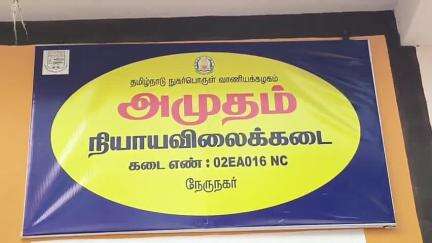 தமிழ்நாடு நுகர்பொருள் வாணிபக்கழகம்
அமுதம்
நியாயவிலைக்கடை
கடை எண் : 02EA016 NC
நேருநகர்